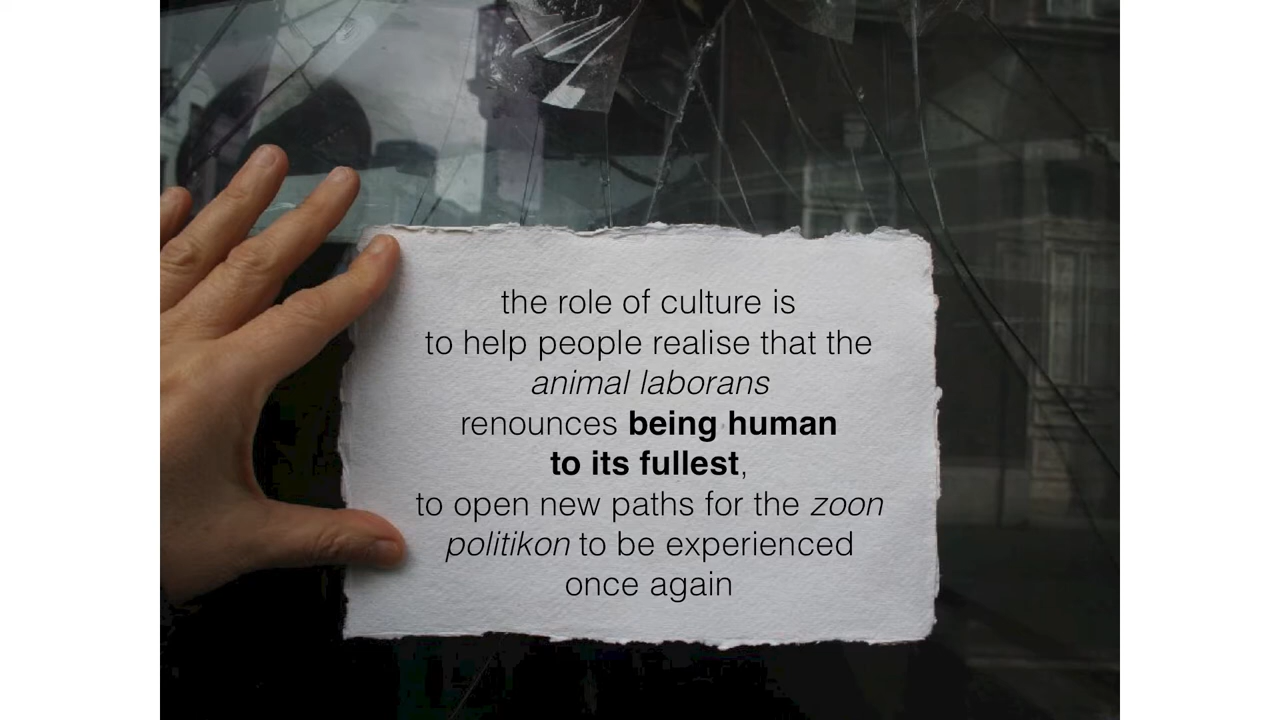 the role of culture is
to help people realise that the
animal laborans
renounces being human
to its fullest,
to open new paths for the zoon
politikon to be experienced
once again